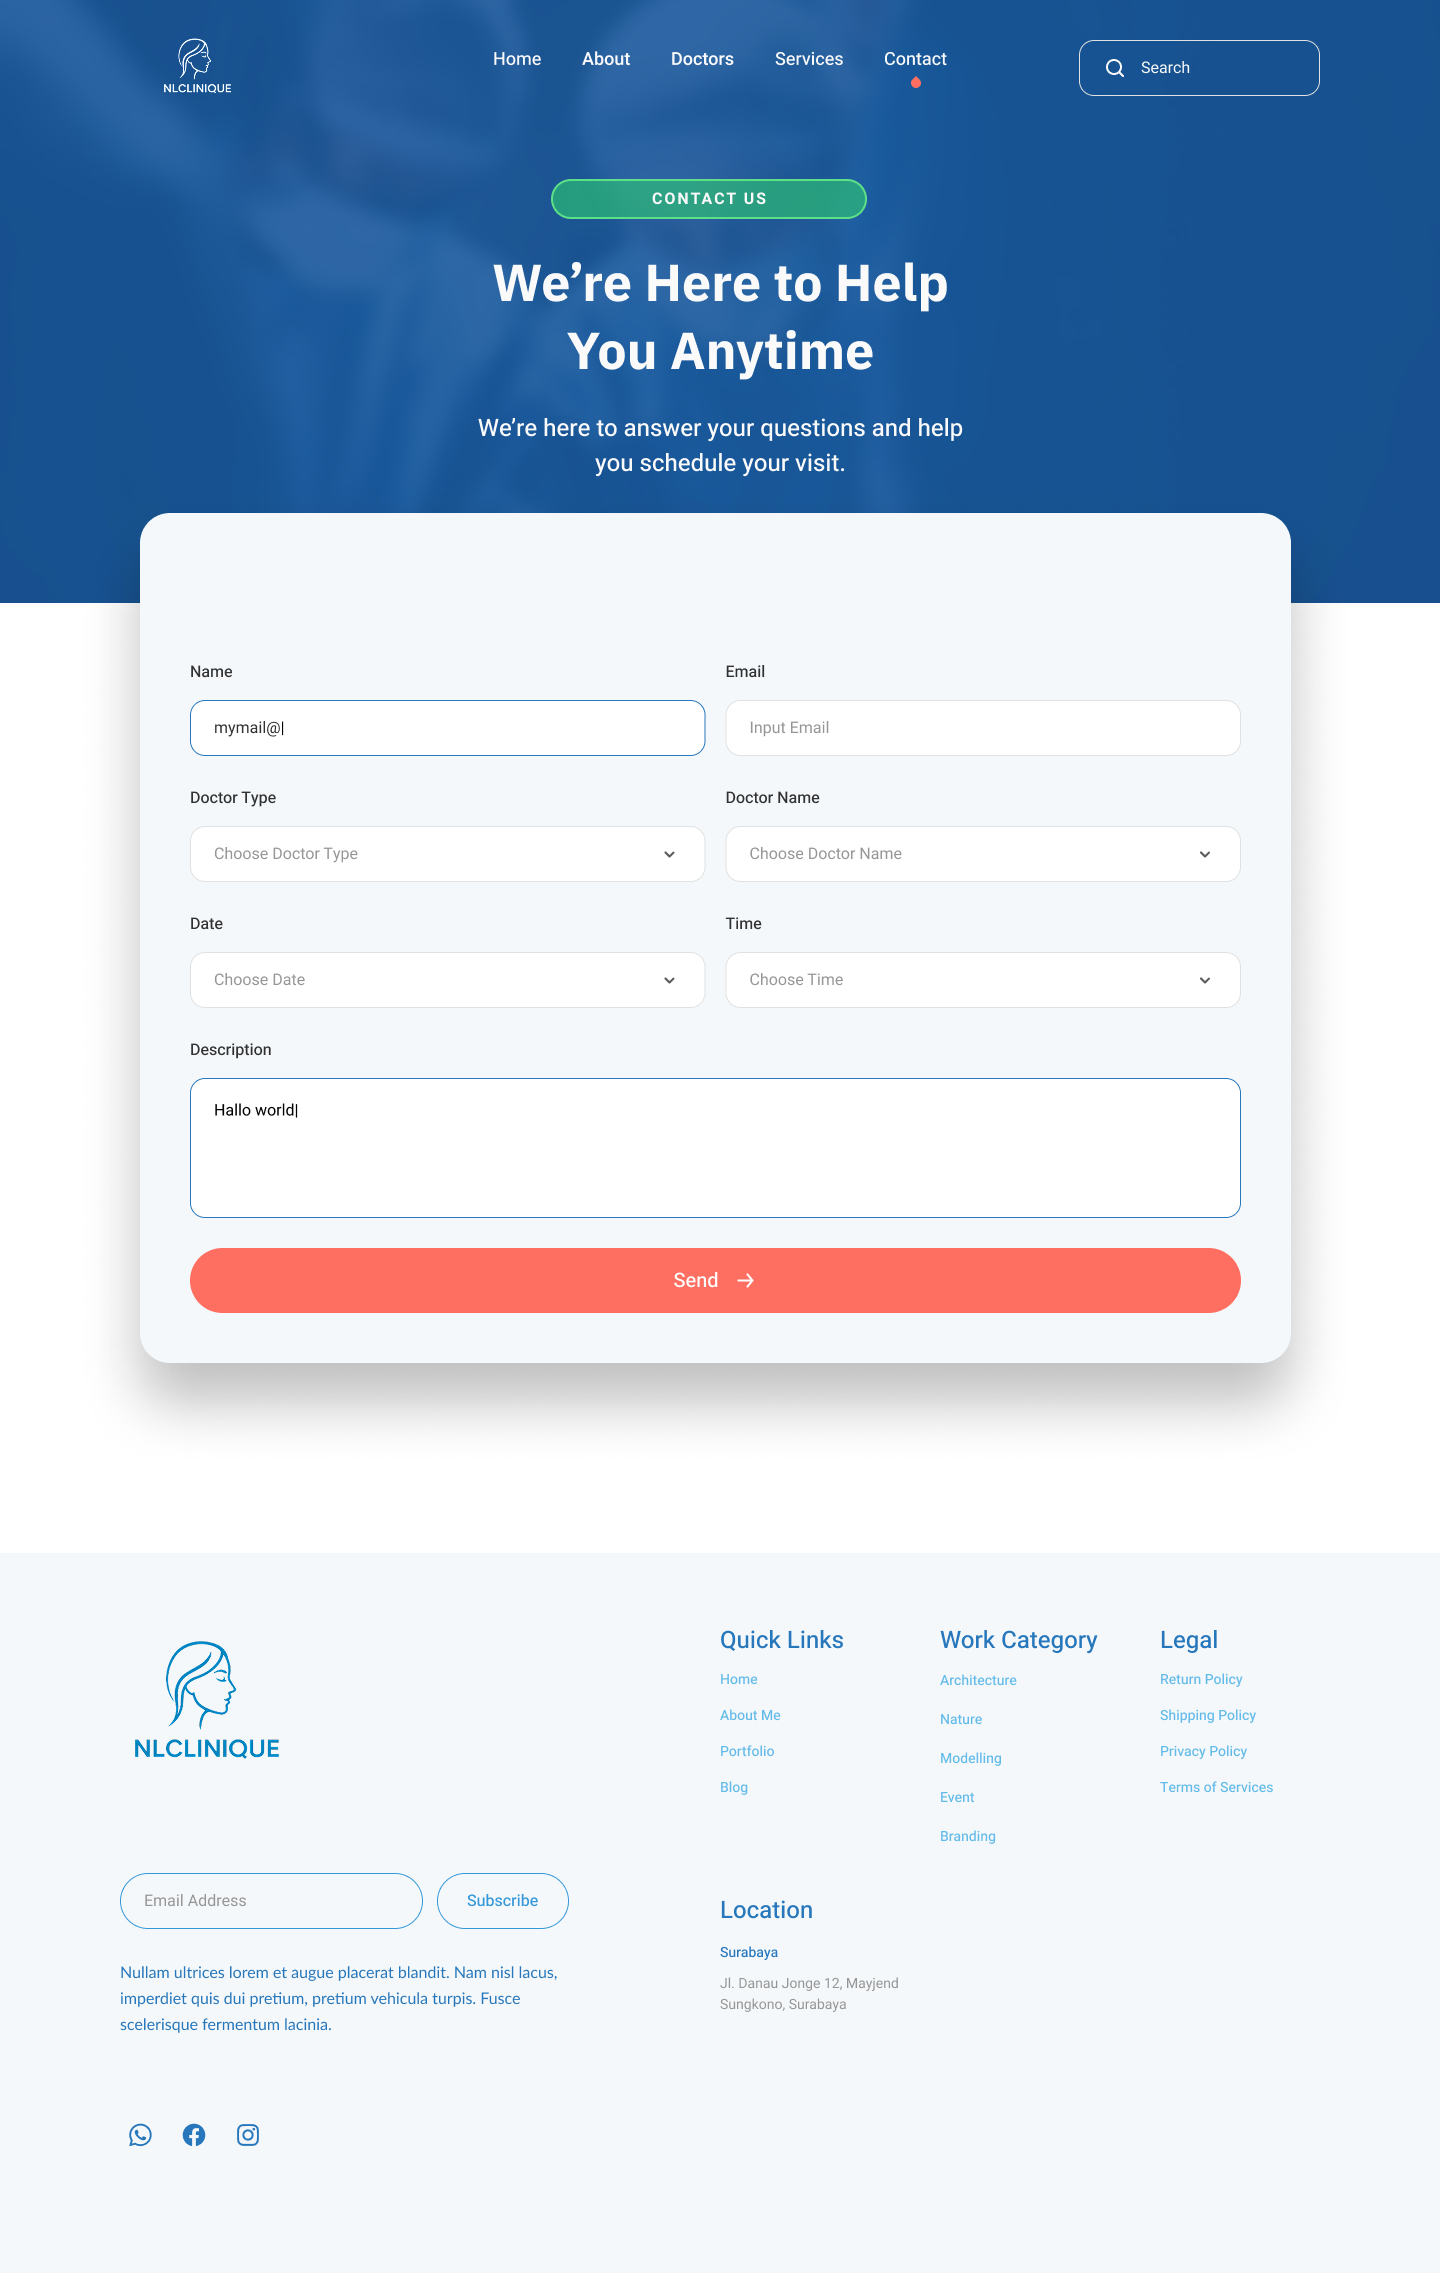 NLCLINIQUE
Home
About
Doctors
Services
Contact
Search
CONTACT US
We’re Here to Help
You Anytime
We’re here to answer your questions and help
you schedule your visit.
Name
Email
mymail@|
Input Email
Doctor Type
Doctor Name
Choose Doctor Type
Choose Doctor Name
Date
Time
Choose Date
Choose Time
Description
Hallo world|
Send
NLCLINIQUE
Email Address
Subscribe
Nullam ultrices lorem et augue placerat blandit. Nam nisl lacus,
imperdiet quis dui pretium, pretium vehicula turpis. Fusce
scelerisque fermentum lacinia.
Quick Links
Home
About Me
Portfolio
Blog
Work Category
Architecture
Nature
Modelling
Event
Branding
Legal
Return Policy
Shipping Policy
Privacy Policy
Terms of Services
Location
Surabaya
Jl. Danau Jonge 12, Mayjend
Sungkono, Surabaya